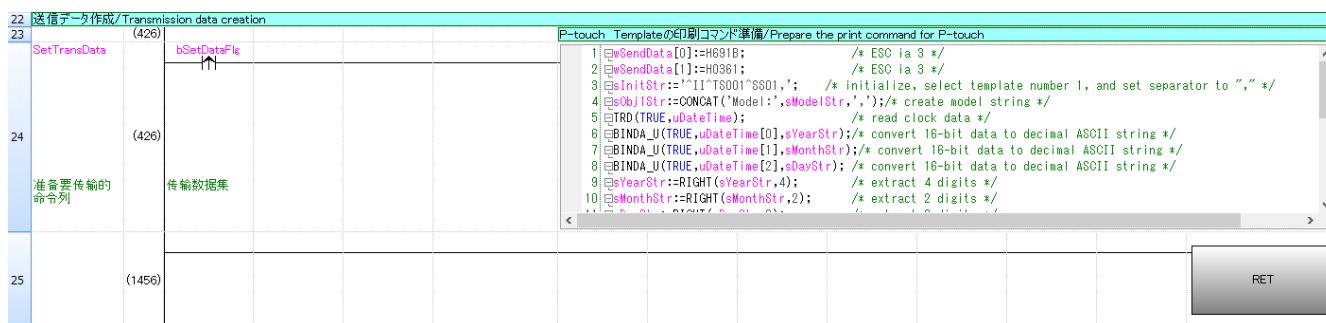 22 送信データ作成/Transmission data creation
23 (426) P-touch Templateの印刷コマンド準備/Prepare the print command for P-touch
SetTransData bSetDataFlg
1 wSendData[0]:=H691B; /* ESC ia 3 */
2 wSendData[1]:=H0361; /* ESC ia 3 */
3 sInitStr:='^II^TS001^SS01,'; /* initialize, select template number 1, and set separator to "," */
4 sObj1Str:=CONCAT('Model:',sModelStr,',');/* create model string */
5 TRD(TRUE,uDateTime); /* read clock data */
24 (426)
6 BINDA_U(TRUE,uDateTime[0],sYearStr);/* convert 16-bit data to decimal ASCII string */
7 BINDA_U(TRUE,uDateTime[1],sMonthStr);/* convert 16-bit data to decimal ASCII string */
8 BINDA_U(TRUE,uDateTime[2],sDayStr); /* convert 16-bit data to decimal ASCII string */
准备要传输的
命令列
传输数据集
9 sYearStr:=RIGHT(sYearStr,4); /* extract 4 digits */
10 sMonthStr:=RIGHT(sMonthStr,2); /* extract 2 digits */
25 (1456) RET